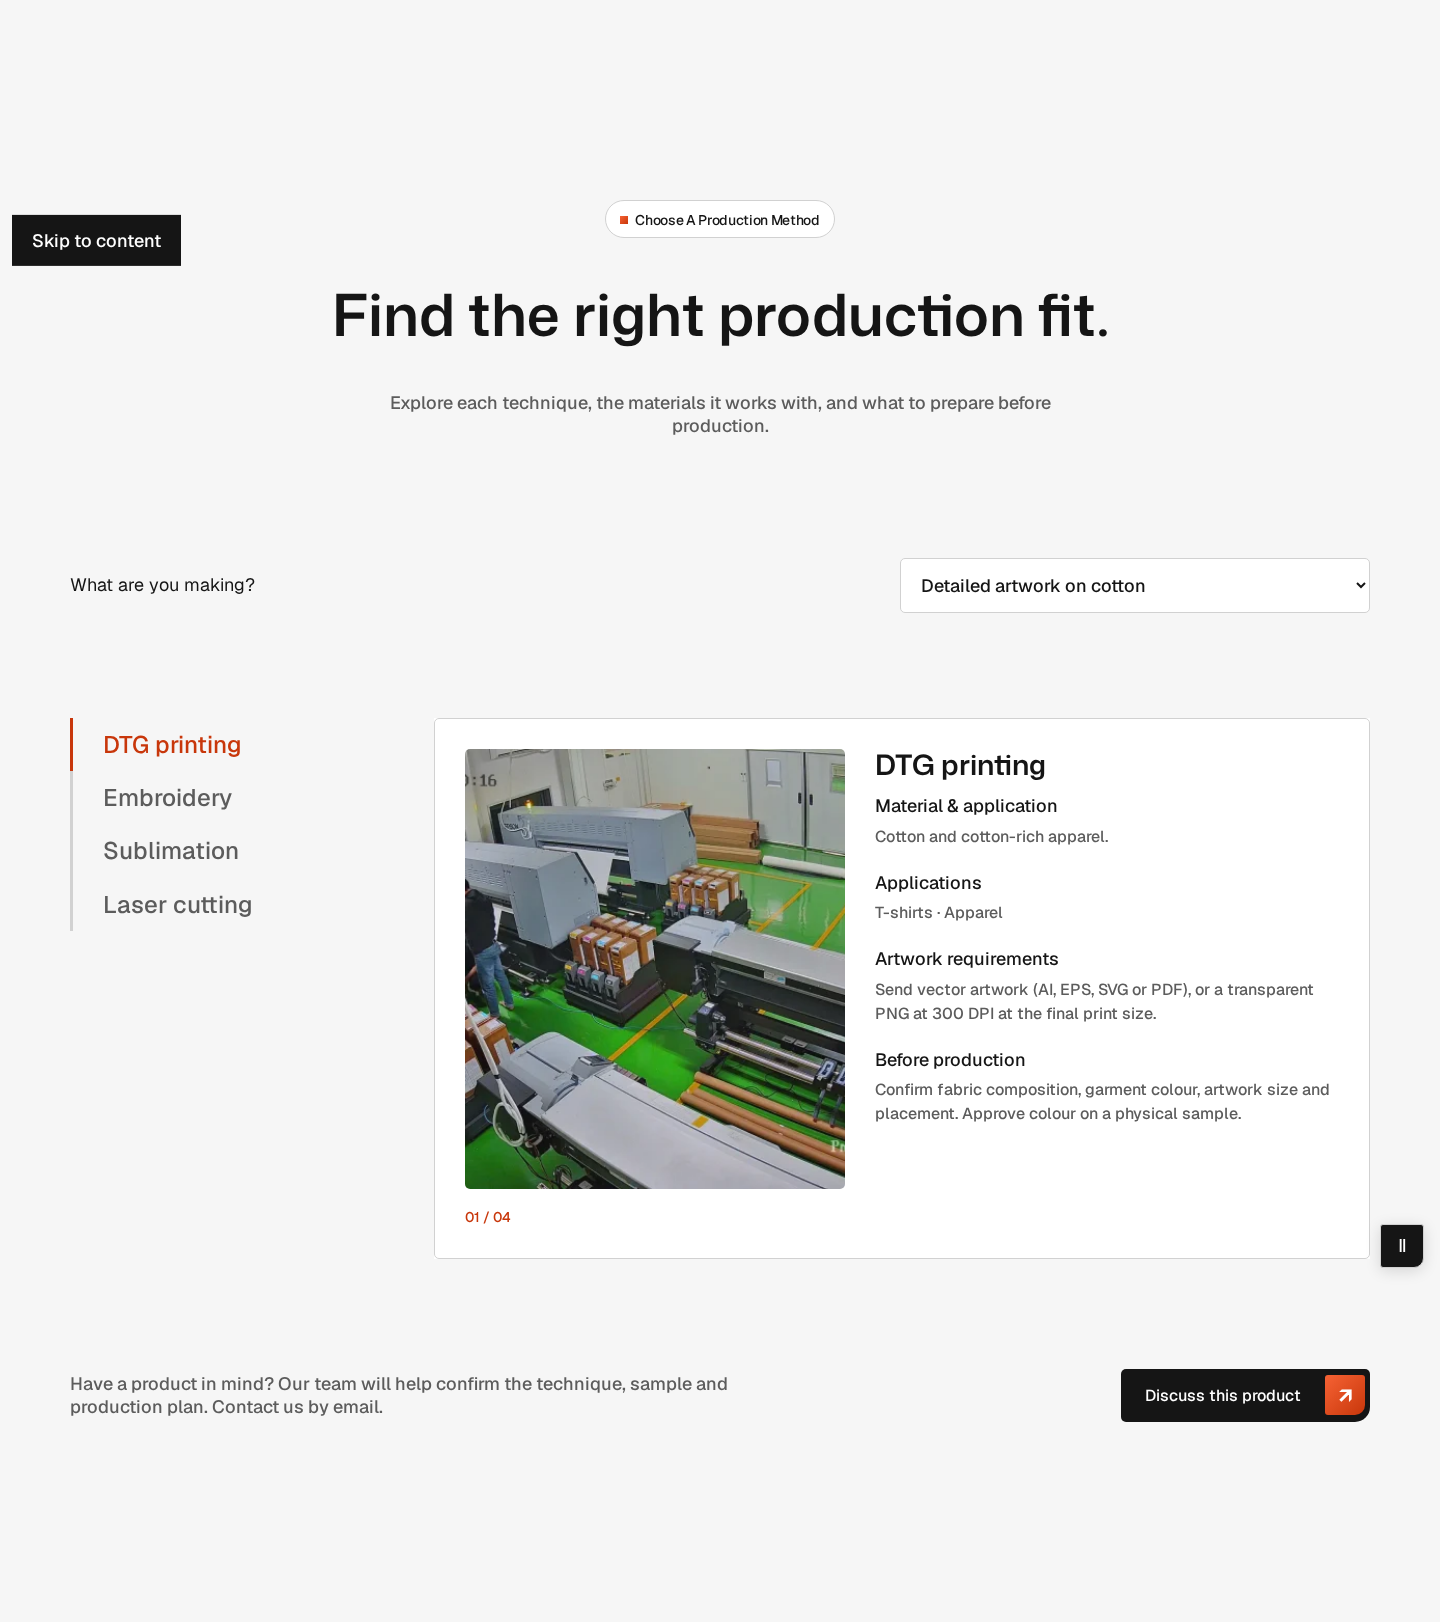 Choose A Production Method
Skip to content
Find the right production fit.
Explore each technique, the materials it works with, and what to prepare before
production.
What are you making?
Detailed artwork on cotton
DTG printing
Embroidery
Sublimation
Laser cutting
:16
DTG printing
Material & application
Cotton and cotton-rich apparel.
Applications
T-shirts · Apparel
Artwork requirements
Send vector artwork (AI, EPS, SVG or PDF), or a transparent
PNG at 300 DPI at the final print size.
Before production
Confirm fabric composition, garment colour, artwork size and
placement. Approve colour on a physical sample.
01 / 04
Have a product in mind? Our team will help confirm the technique, sample and
production plan. Contact us by email.
Discuss this product